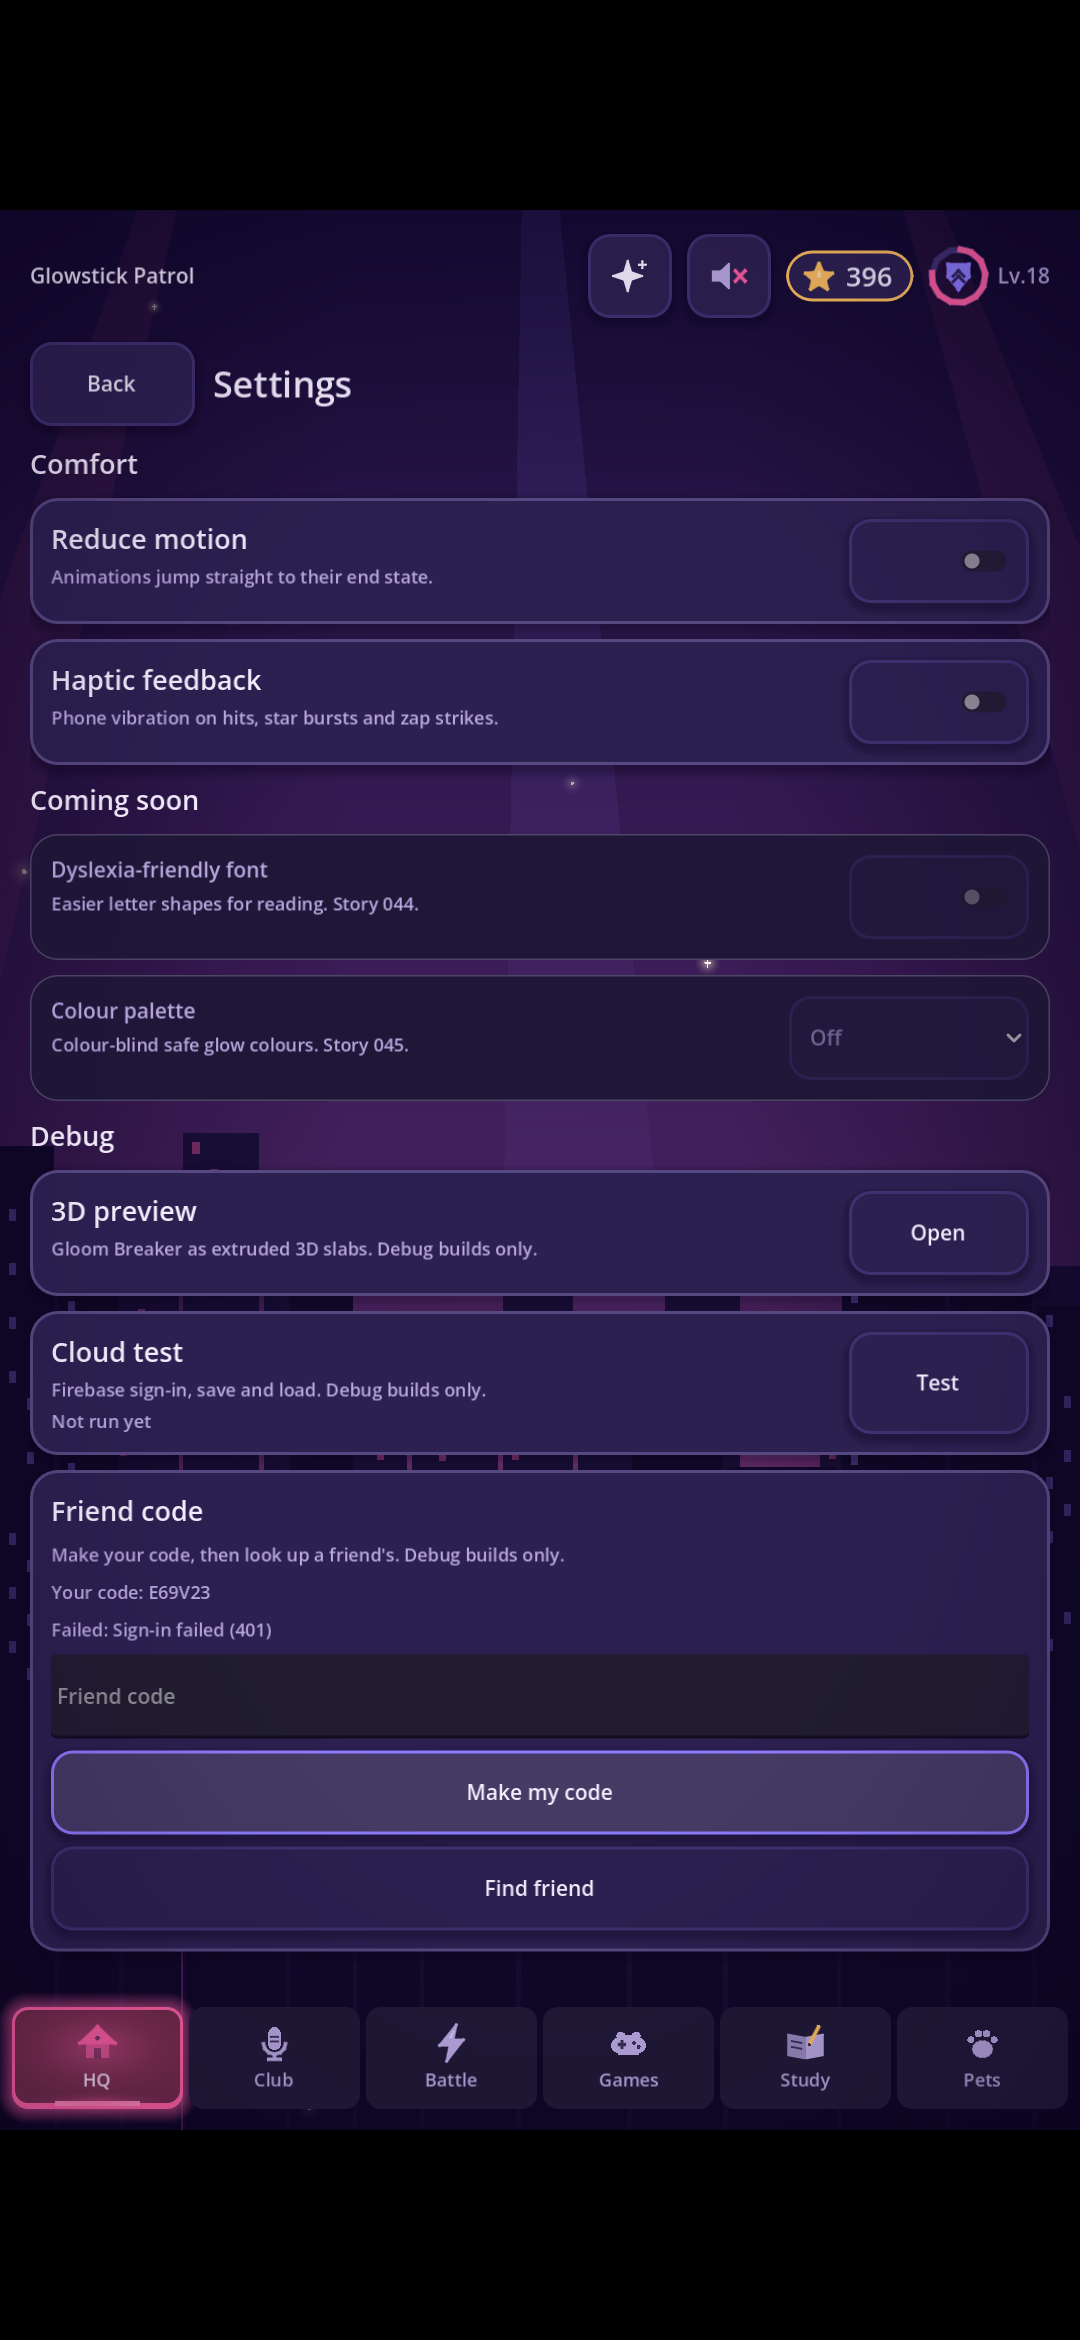 Glowstick Patrol
396
Lv.18
Back
Settings
Comfort
Reduce motion
Animations jump straight to their end state.
Haptic feedback
Phone vibration on hits, star bursts and zap strikes.
Coming soon
Dyslexia-friendly font
Easier letter shapes for reading. Story 044.
Colour palette
Colour-blind safe glow colours. Story 045.
Off
Debug
3D preview
Gloom Breaker as extruded 3D slabs. Debug builds only.
Open
Cloud test
Firebase sign-in, save and load. Debug builds only.
Not run yet
Test
Friend code
Make your code, then look up a friend's. Debug builds only.
Your code: E69V23
Failed: Sign-in failed (401)
Friend code
Make my code
Find friend
HQ
Club
Battle
Games
Study
Pets